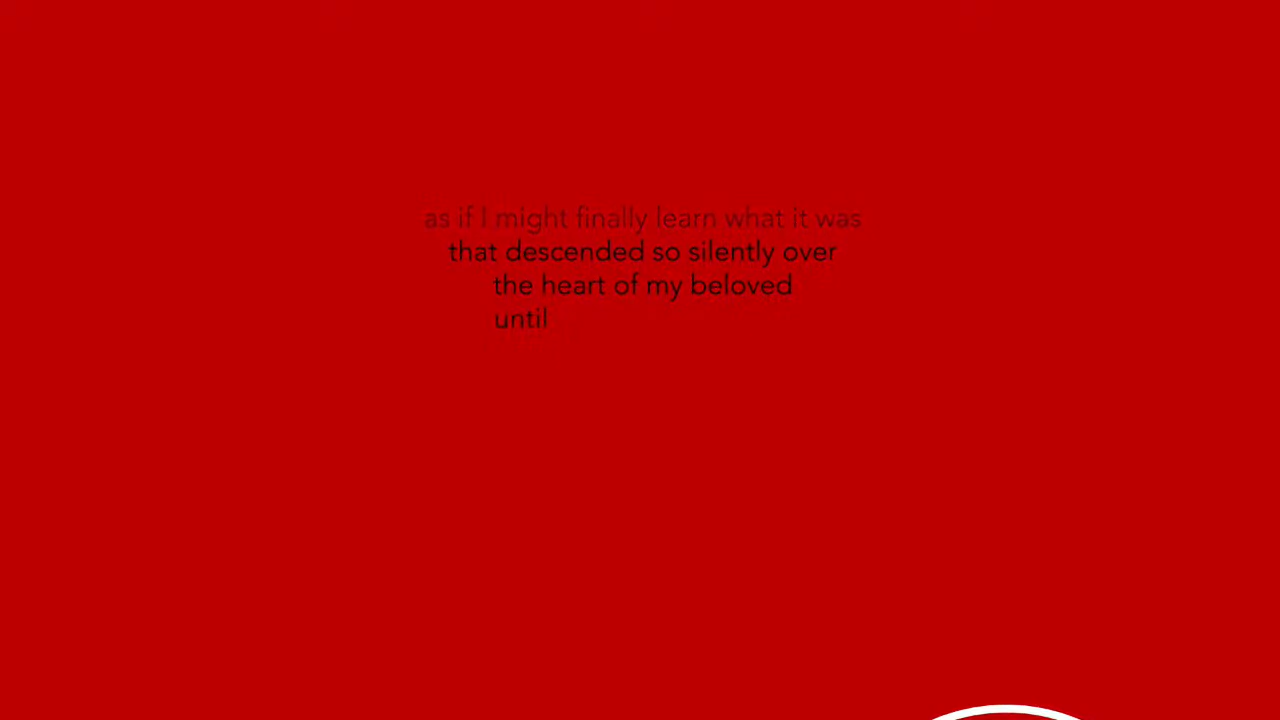 as if I might finally learn what it was
that descended so silently over
the heart of my beloved
until